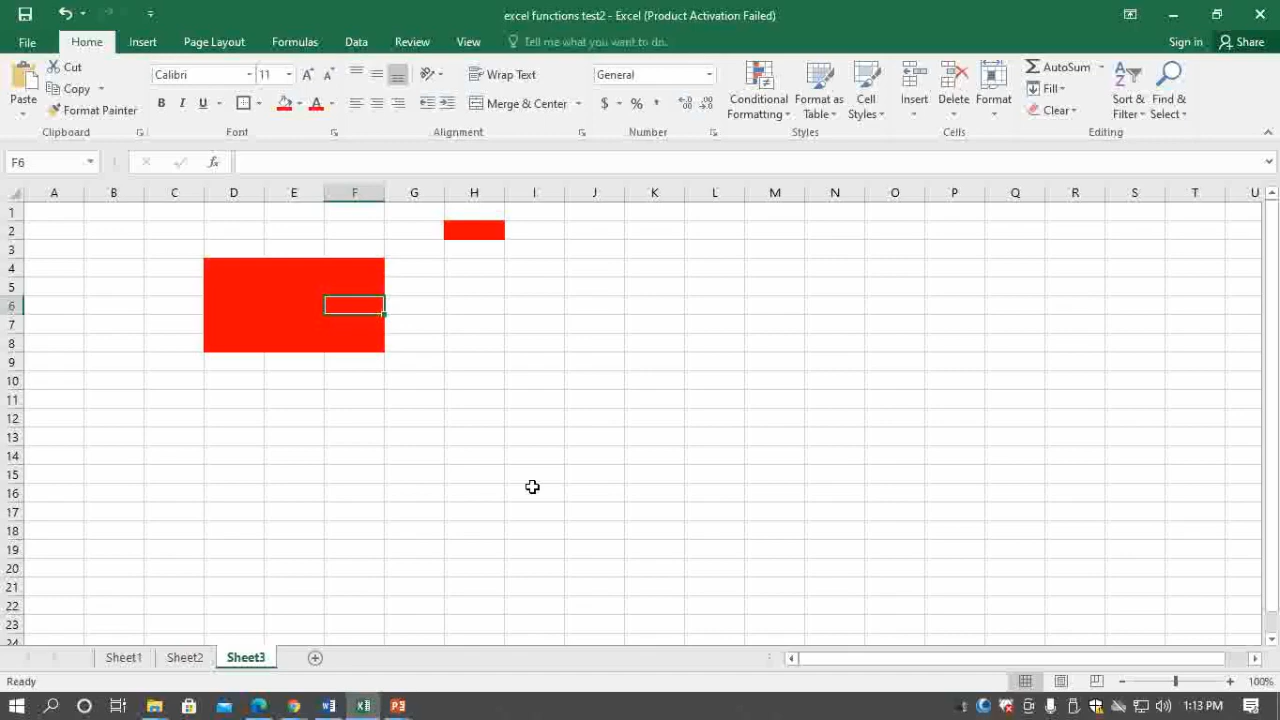 excel functions test2 - Excel (Product Activation Failed)
File Home Insert Page Layout Formulas Data Review View Tell me what you want to do. Sign in Share
Cut
Copy
Format Painter
Paste
Clipboard
Calibri 11
B I U A
Font
Wrap Text
Merge & Center
Alignment
General
$ % ,
Number
Conditional Formatting
Format as Table
Cell Styles
Styles
Insert Delete Format
Cells
AutoSum
Fill
Clear
Sort & Filter
Find & Select
Editing
F6 fx
A B C D E F G H I J K L M N O P Q R S T U
1
2
3
4
5
6
7
8
9
10
11
12
13
14
15
16
17
18
19
20
21
22
23
24
Sheet1 Sheet2 Sheet3
Ready 100%
1:13 PM